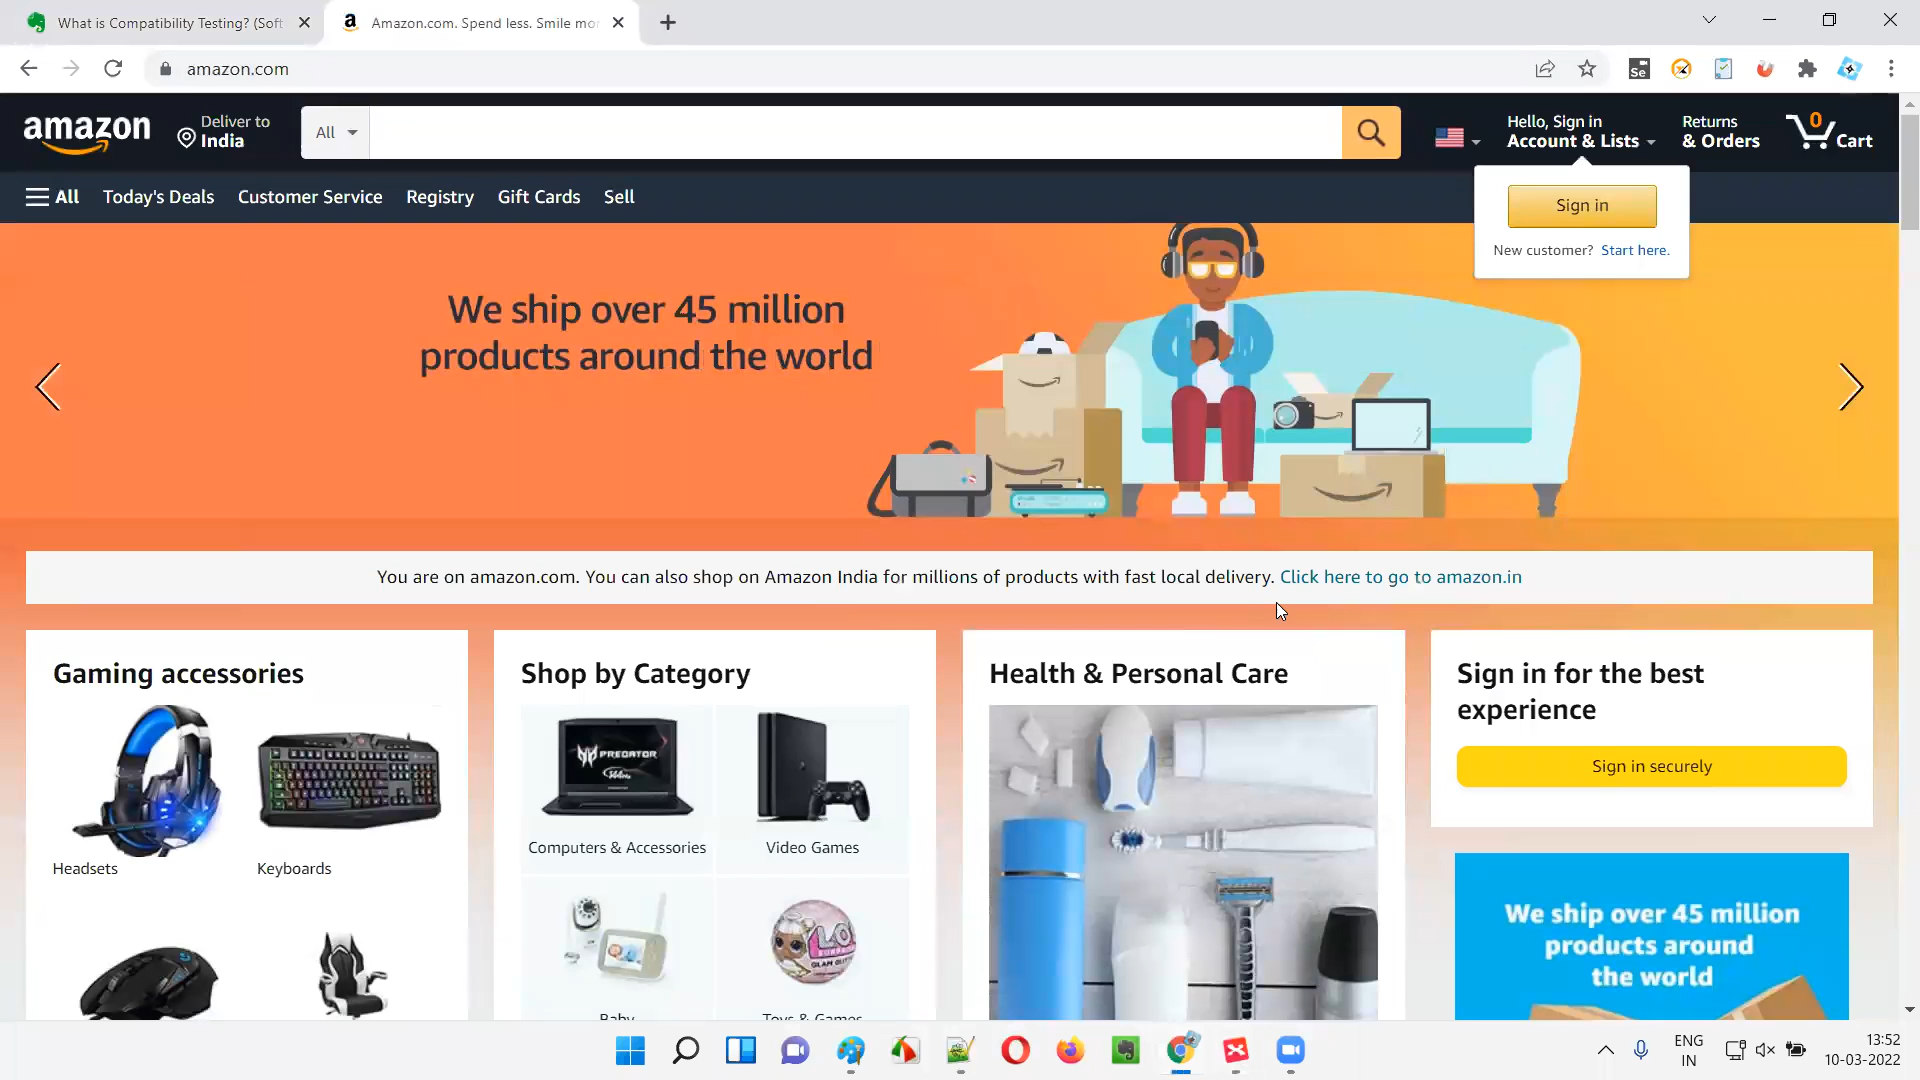 What is Compatibility Testing? (Soft
Amazon.com. Spend less. Smile mo
amazon.com
Se
amazon
Deliver to
India
All
Hello, Sign in
Account & Lists
Returns
& Orders
0
Cart
All
Today's Deals
Customer Service
Registry
Gift Cards
Sell
Sign in
New customer? Start here.
We ship over 45 million
products around the world
You are on amazon.com. You can also shop on Amazon India for millions of products with fast local delivery. Click here to go to amazon.in
Gaming accessories
Headsets
Keyboards
Shop by Category
PREDATOR
Computers & Accessories
Video Games
Baby
Toys & Games
Health & Personal Care
Sign in for the best
experience
Sign in securely
We ship over 45 million
products around
the world
ENG
IN
13:52
10-03-2022